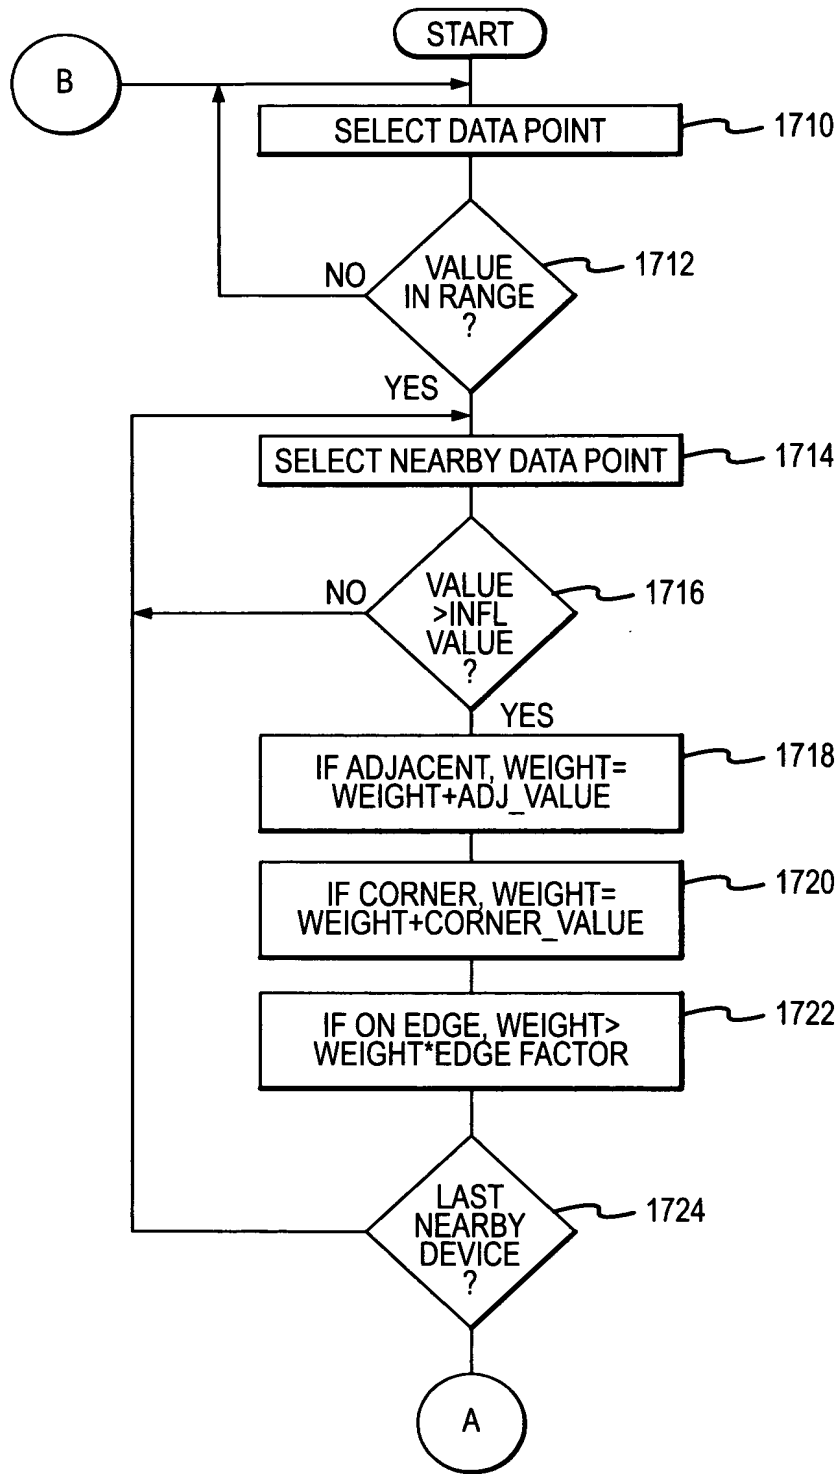 START
B
SELECT DATA POINT
1710
NO
VALUE
IN RANGE
?
1712
YES
SELECT NEARBY DATA POINT
1714
NO
VALUE
>INFL
VALUE
?
1716
YES
IF ADJACENT, WEIGHT=
WEIGHT+ADJ_VALUE
1718
IF CORNER, WEIGHT=
WEIGHT+CORNER_VALUE
1720
IF ON EDGE, WEIGHT>
WEIGHT*EDGE FACTOR
1722
LAST
NEARBY
DEVICE
?
1724
A